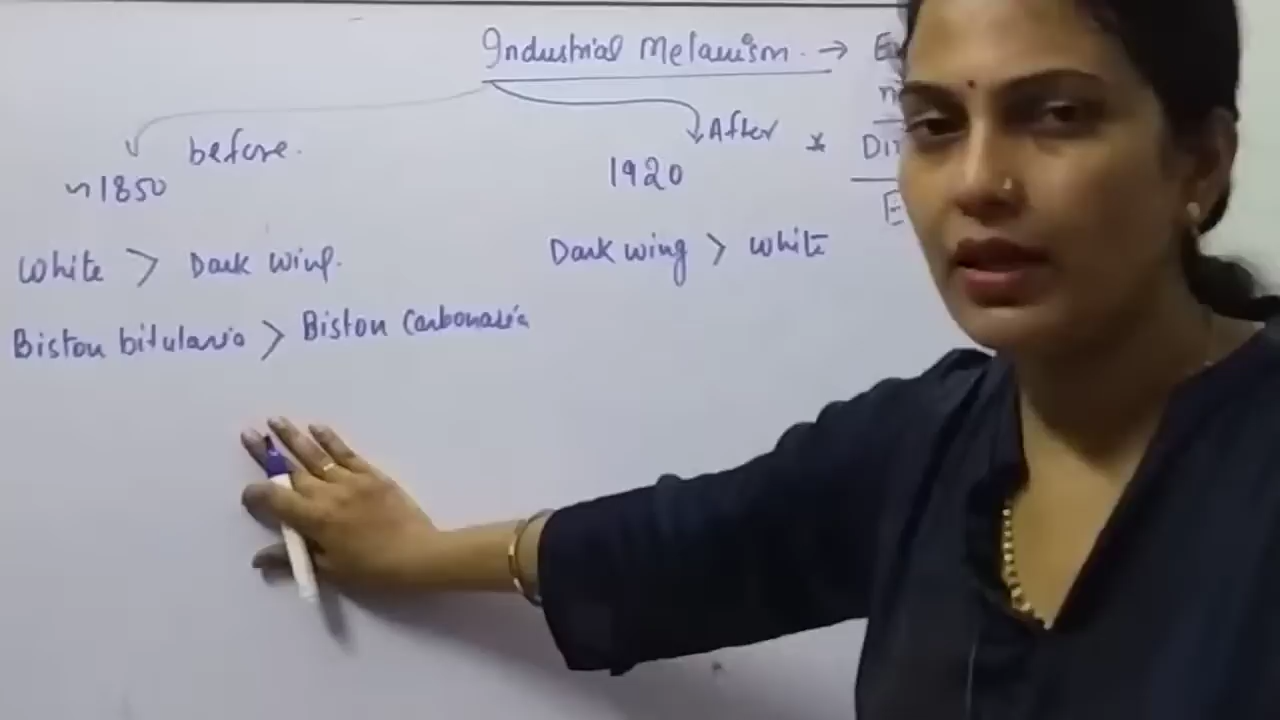 Industrial Melanism. →
before.
After *
~1850
1920
White > Dark wing.
Dark wing > White
Biston bitularia > Biston Carbonaria